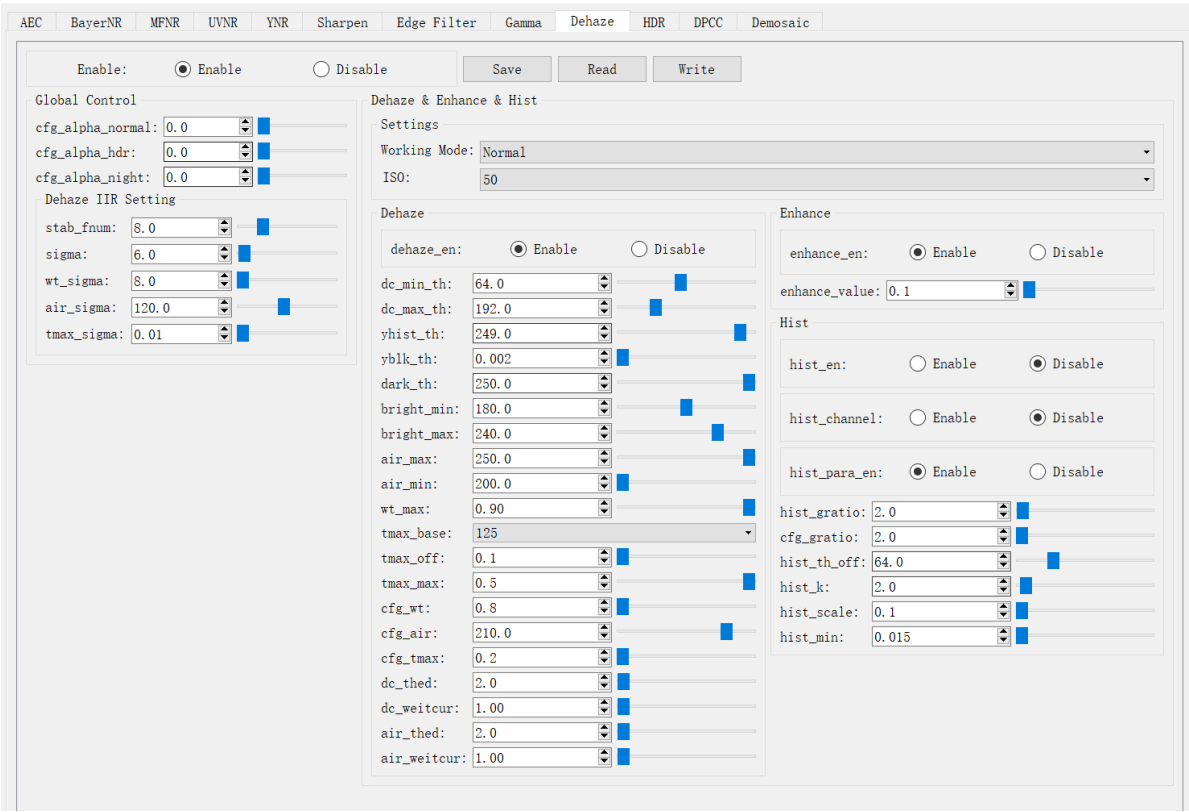 AEC BayerNR MFNR UVNR YNR Sharpen Edge Filter Gamma Dehaze HDR DPCC Demosaic
Enable: Enable Disable Save Read Write
Global Control
cfg_alpha_normal: 0.0
cfg_alpha_hdr: 0.0
cfg_alpha_night: 0.0
Dehaze IIR Setting
stab_fnum: 8.0
sigma: 6.0
wt_sigma: 8.0
air_sigma: 120.0
tmax_sigma: 0.01
Dehaze & Enhance & Hist
Settings
Working Mode: Normal
ISO: 50
Dehaze
dehaze_en: Enable Disable
dc_min_th: 64.0
dc_max_th: 192.0
yhist_th: 249.0
yblk_th: 0.002
dark_th: 250.0
bright_min: 180.0
bright_max: 240.0
air_max: 250.0
air_min: 200.0
wt_max: 0.90
tmax_base: 125
tmax_off: 0.1
tmax_max: 0.5
cfg_wt: 0.8
cfg_air: 210.0
cfg_tmax: 0.2
dc_thed: 2.0
dc_weitcur: 1.00
air_thed: 2.0
air_weitcur: 1.00
Enhance
enhance_en: Enable Disable
enhance_value: 0.1
Hist
hist_en: Enable Disable
hist_channel: Enable Disable
hist_para_en: Enable Disable
hist_gratio: 2.0
cfg_gratio: 2.0
hist_th_off: 64.0
hist_k: 2.0
hist_scale: 0.1
hist_min: 0.015